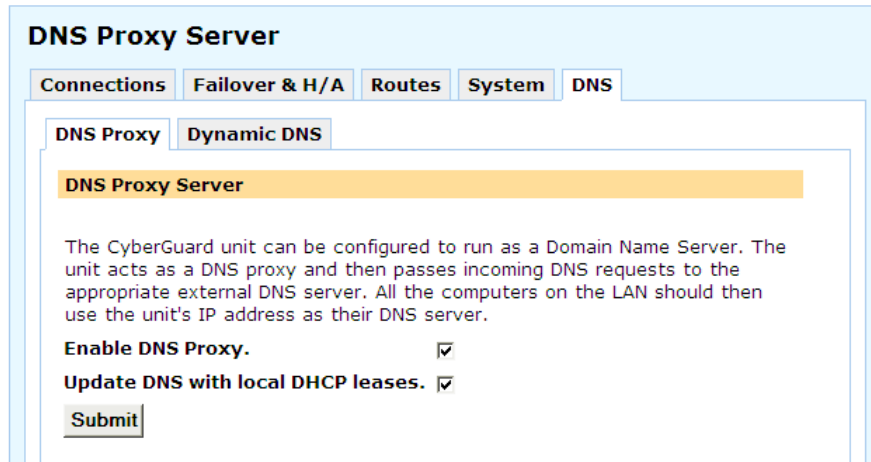 DNS Proxy Server
Connections Failover & H/A Routes System DNS
DNS Proxy Dynamic DNS
DNS Proxy Server
The CyberGuard unit can be configured to run as a Domain Name Server. The
unit acts as a DNS proxy and then passes incoming DNS requests to the
appropriate external DNS server. All the computers on the LAN should then
use the unit's IP address as their DNS server.
Enable DNS Proxy.
Update DNS with local DHCP leases.
Submit